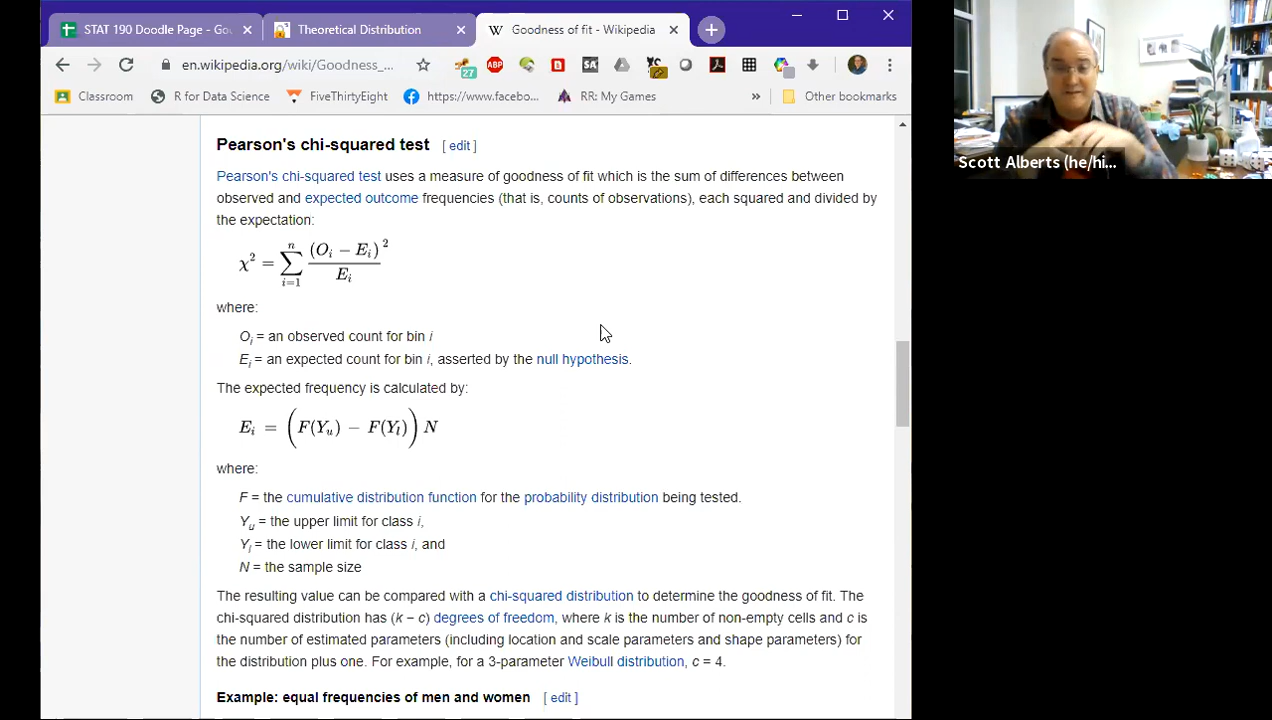 STAT 190 Doodle Page - Goo
Theoretical Distribution
W Goodness of fit - Wikipedia
en.wikipedia.org/wiki/Goodness_...
27
ABP
Classroom
R for Data Science
FiveThirtyEight
https://www.facebo...
RR: My Games
»
Other bookmarks
Pearson's chi-squared test [ edit ]
Pearson's chi-squared test uses a measure of goodness of fit which is the sum of differences between
observed and expected outcome frequencies (that is, counts of observations), each squared and divided by
the expectation:
χ² = ∑ⁿᵢ₌₁ (Oᵢ − Eᵢ)² / Eᵢ
where:
Oᵢ = an observed count for bin i
Eᵢ = an expected count for bin i, asserted by the null hypothesis.
The expected frequency is calculated by:
Eᵢ = (F(Yᵤ) − F(Yₗ)) N
where:
F = the cumulative distribution function for the probability distribution being tested.
Yᵤ = the upper limit for class i,
Yₗ = the lower limit for class i, and
N = the sample size
The resulting value can be compared with a chi-squared distribution to determine the goodness of fit. The
chi-squared distribution has (k − c) degrees of freedom, where k is the number of non-empty cells and c is
the number of estimated parameters (including location and scale parameters and shape parameters) for
the distribution plus one. For example, for a 3-parameter Weibull distribution, c = 4.
Example: equal frequencies of men and women [ edit ]
Scott Alberts (he/hi...